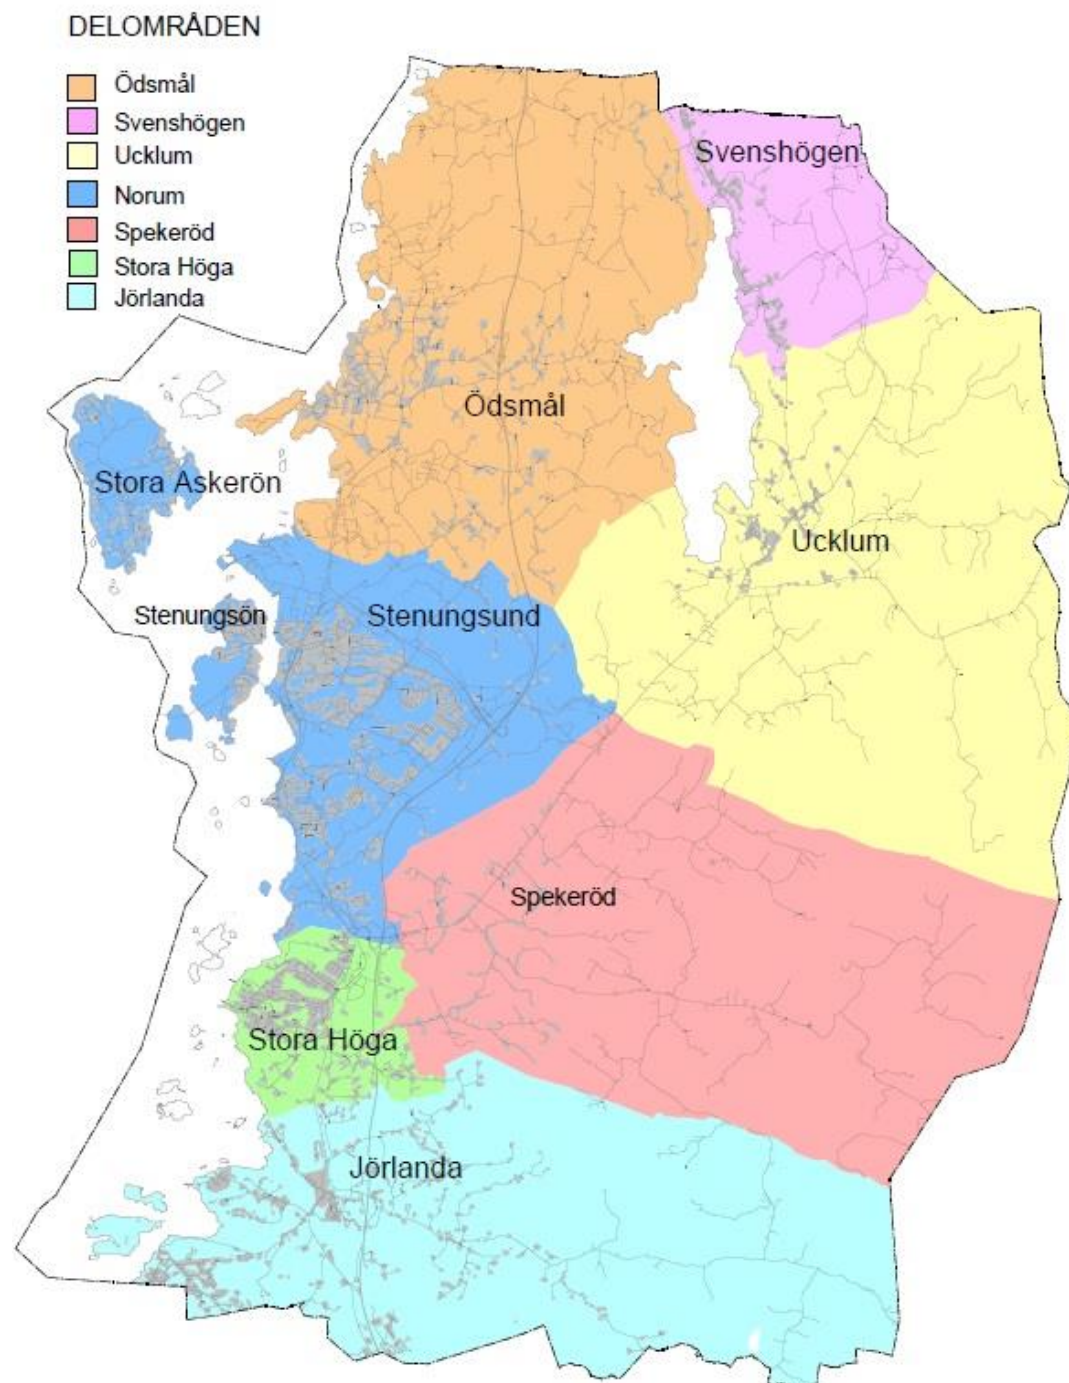 DELOMRÅDEN
Ödsmål
Svenshögen
Ucklum
Norum
Spekeröd
Stora Höga
Jörlanda
Svenshögen
Ödsmål
Stora Askerön
Ucklum
Stenungsön
Stenungsund
Spekeröd
Stora Höga
Jörlanda